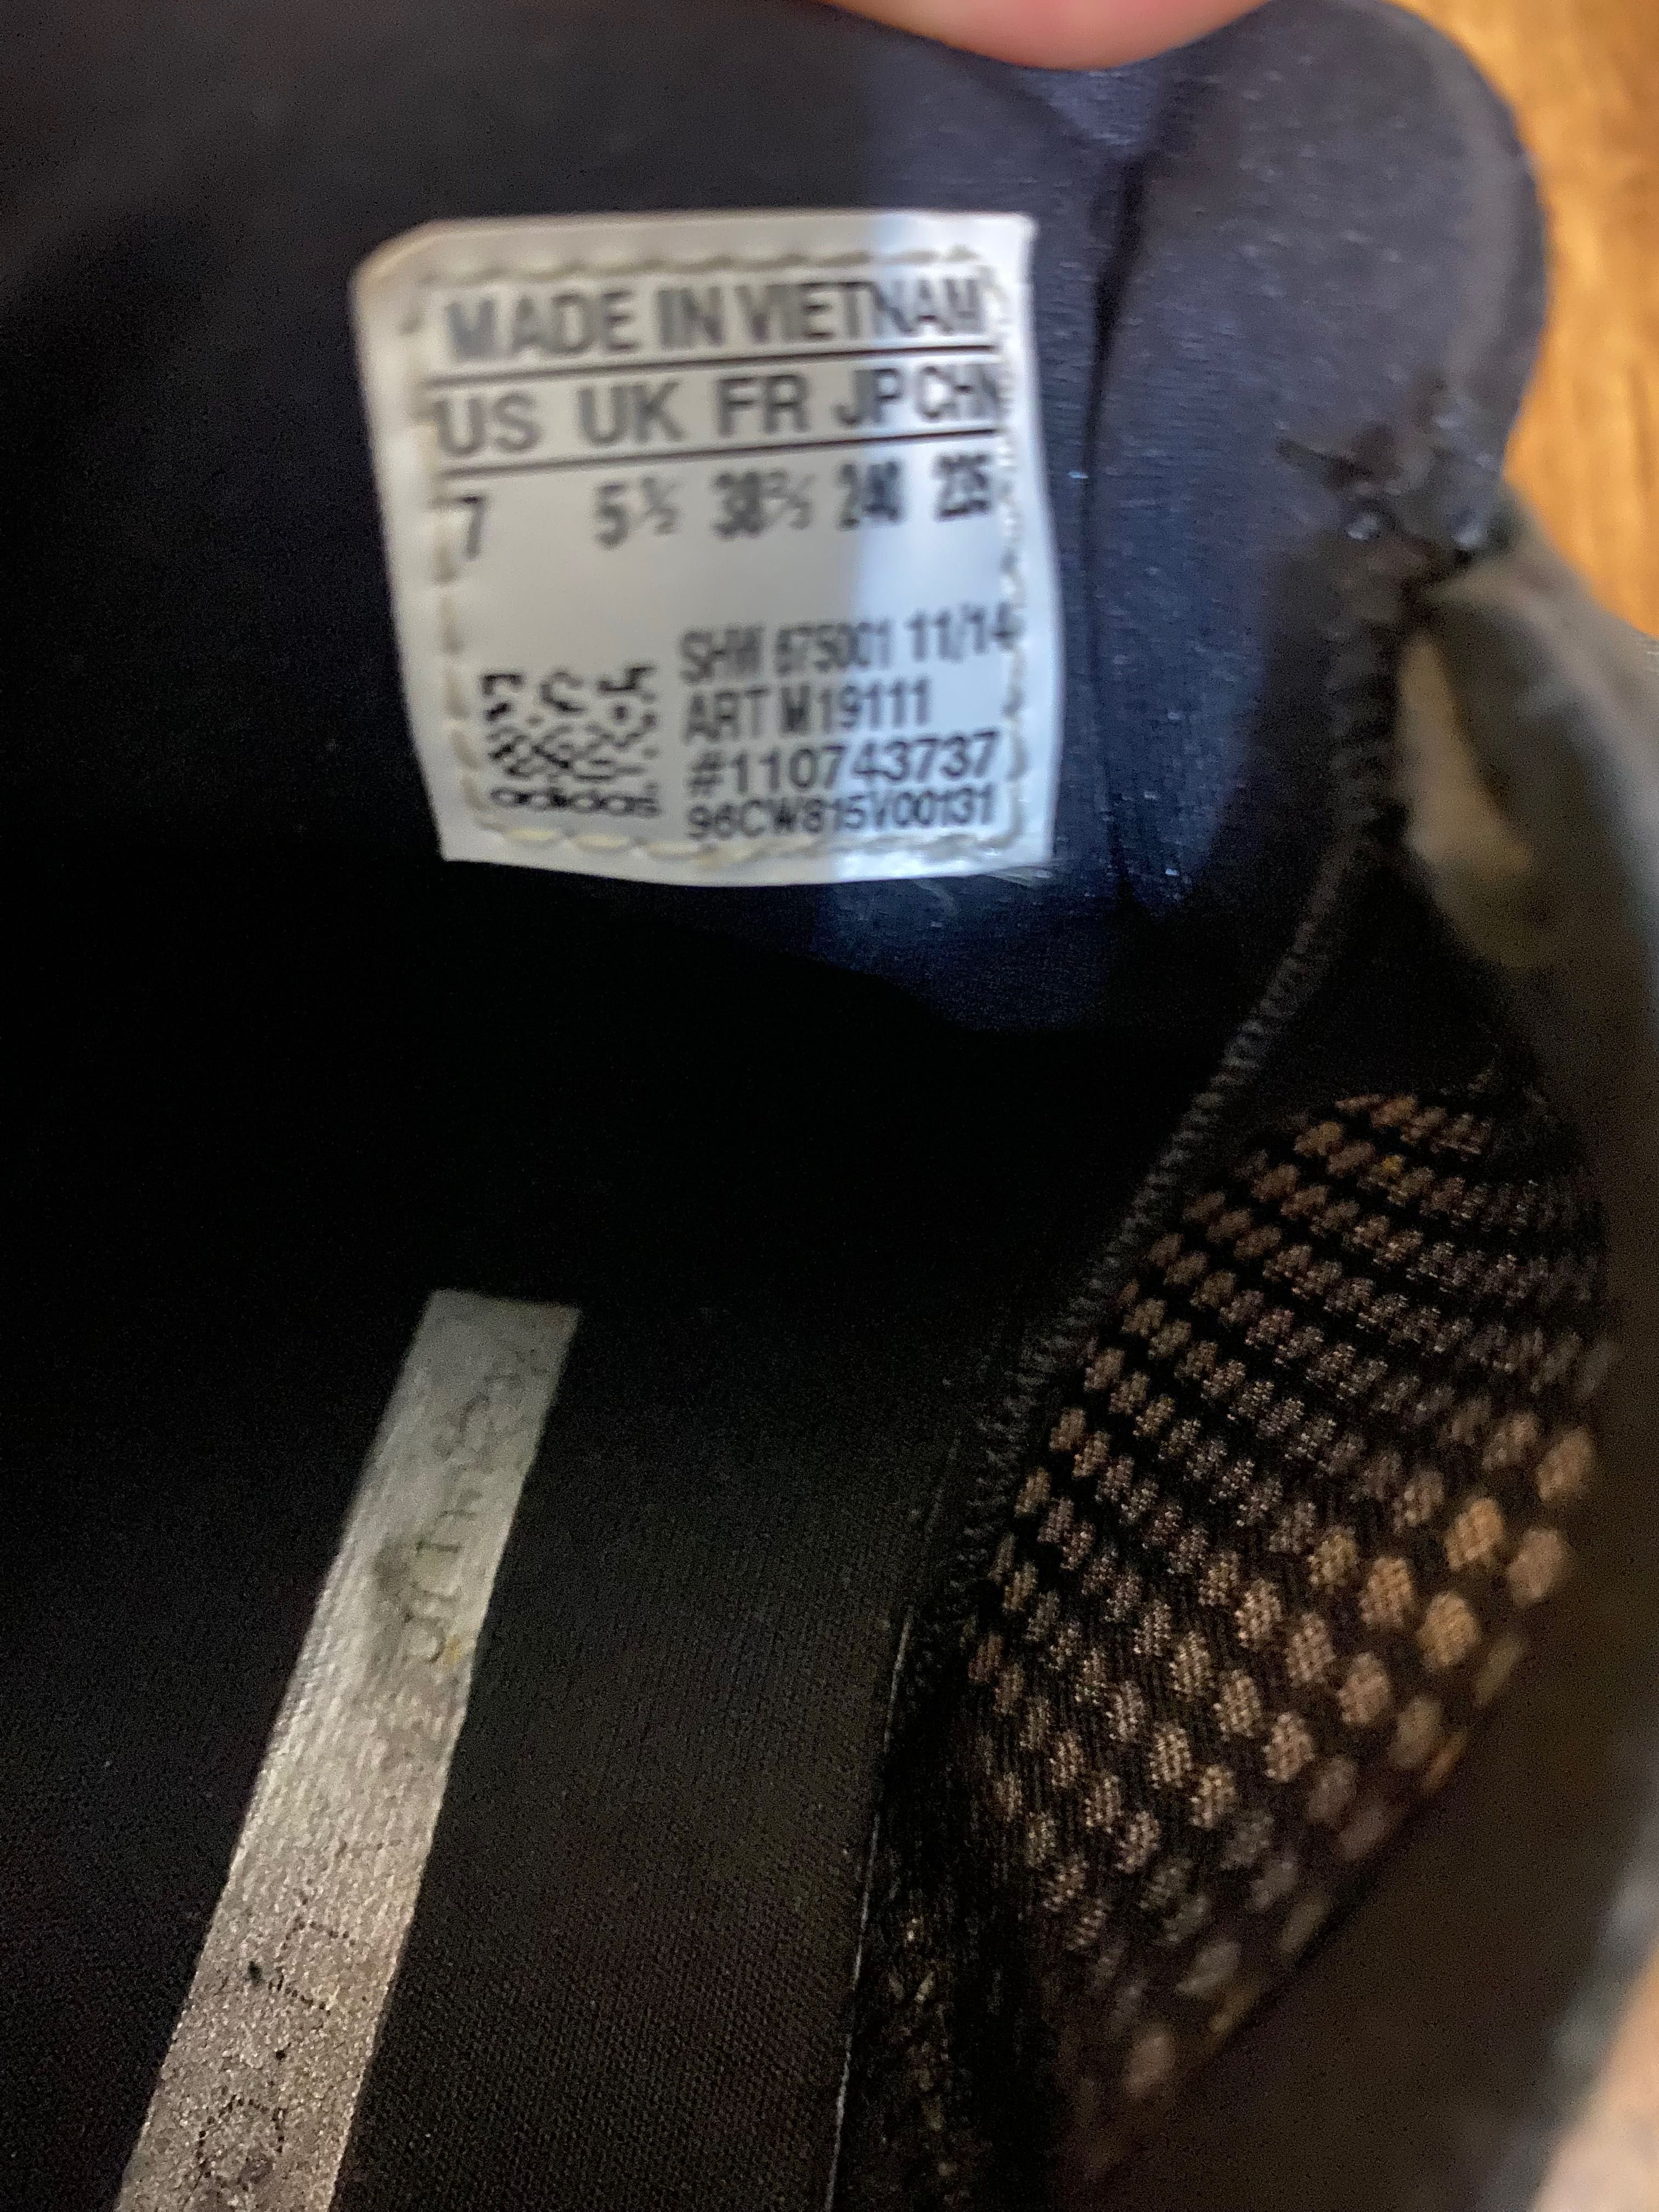 MADE IN VIETNAM
US UK FR JP CHN
7 5½ 38⅔ 240 235
SHW 675001 11/14
ART M19111
#110743737
96CW815V00131
adidas